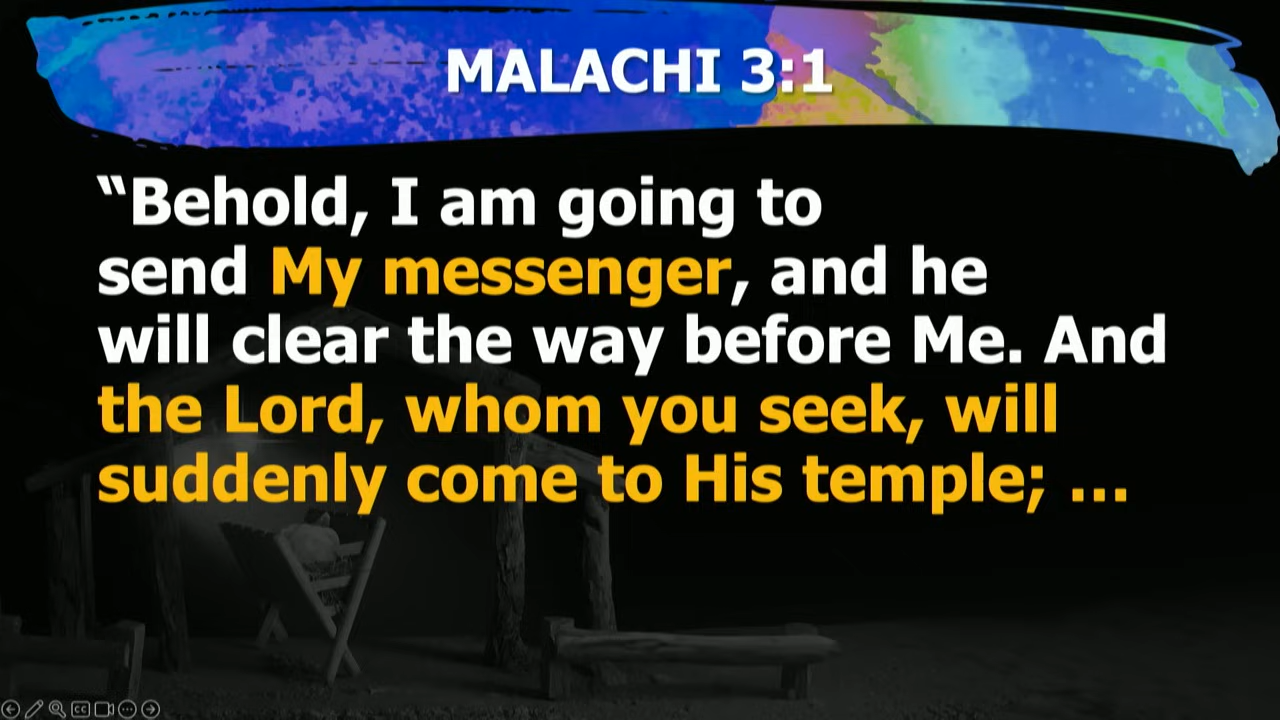 MALACHI 3:1
“Behold, I am going to
send My messenger, and he
will clear the way before Me. And
the Lord, whom you seek, will
suddenly come to His temple; ...
CC